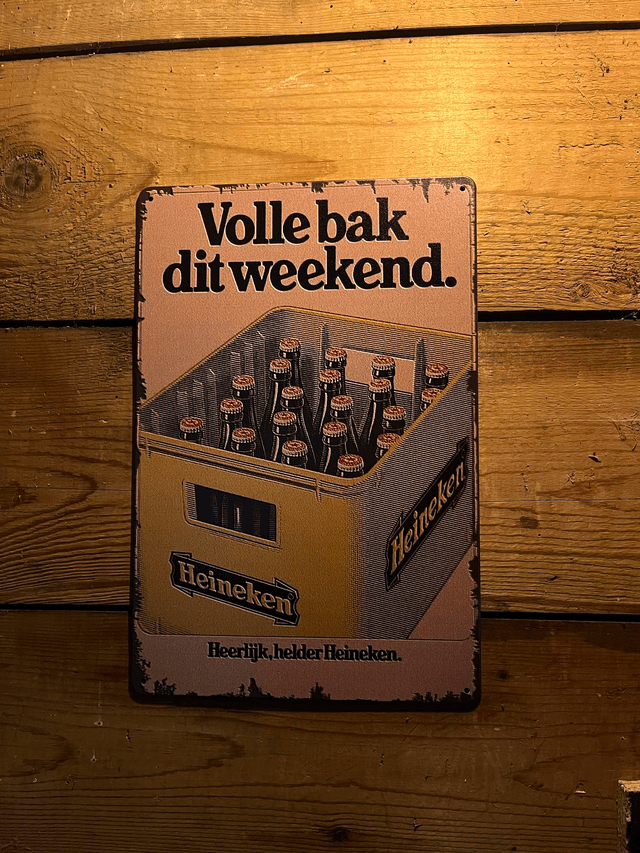 Volle bak
dit weekend.
Heineken
Heineken
Heerlijk, helder Heineken.